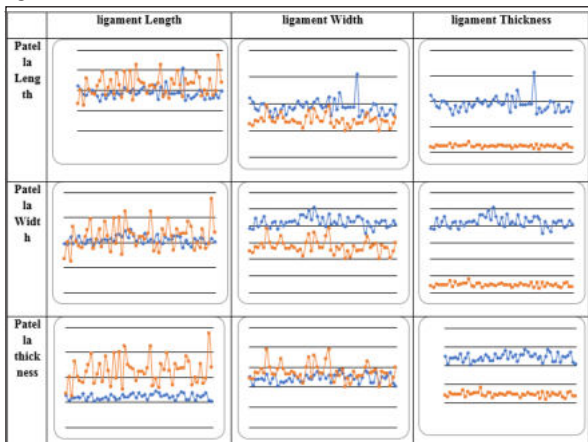 ligament Length ligament Width ligament Thickness
Patel
la
Leng
th
Patel
la
Widt
h
Patel
la
thick
ness